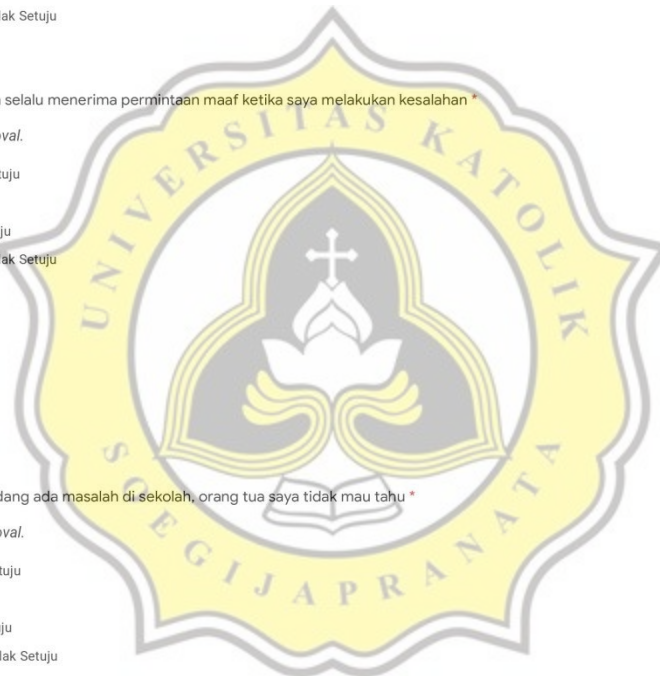 ak Setuju
selalu menerima permintaan maaf ketika saya melakukan kesalahan *
val.
uju
ju
ak Setuju
UNIVERSITAS KATOLIK
SOEGIJAPRANATA
dang ada masalah di sekolah, orang tua saya tidak mau tahu *
val.
uju
ju
ak Setuju